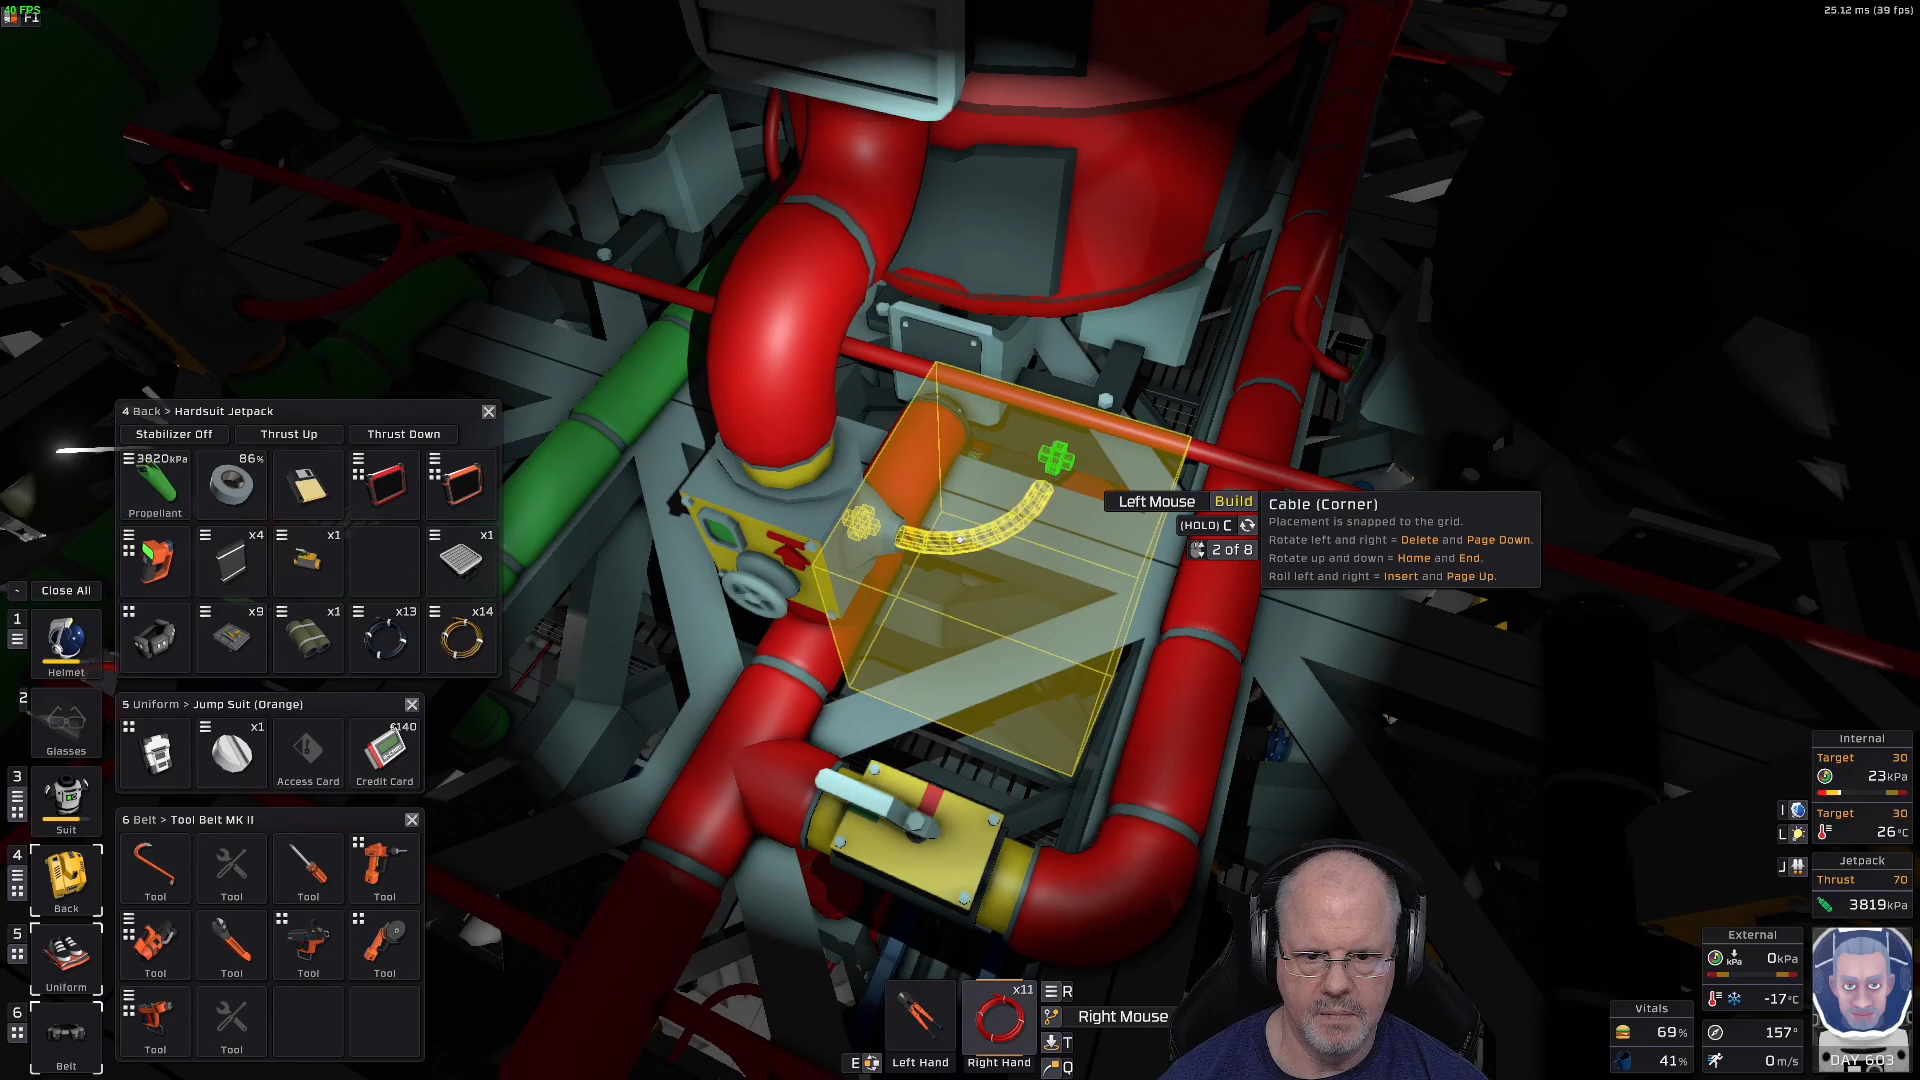 40 FPS
F1
25.12 ms (39 fps)
4 Back > Hardsuit Jetpack
Stabilizer Off
Thrust Up
Thrust Down
3820kPa
Propellant
86%
x4
x1
x1
x9
x1
x13
x14
~
Close All
1
Helmet
2
Glasses
3
Suit
4
Back
5
Uniform
6
Belt
5 Uniform > Jump Suit (Orange)
x1
Access Card
€140
Credit Card
6 Belt > Tool Belt MK II
Tool
Tool
Tool
Tool
Tool
Tool
Tool
Tool
Tool
Tool
Left Mouse
Build
(HOLD) C
2 of 8
Cable (Corner)
Placement is snapped to the grid.
Rotate left and right = Delete and Page Down.
Rotate up and down = Home and End.
Roll left and right = Insert and Page Up.
E
Left Hand
x11
Right Hand
R
Right Mouse
T
Q
Internal
Target 30
23kPa
Target 30
26°C
I
L
J
Jetpack
Thrust 70
3819kPa
External
kPa
0kPa
-17°C
157°
0m/s
Vitals
69%
41%
DAY 603